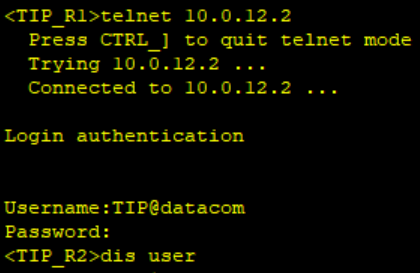 <TIP_R1>telnet 10.0.12.2
Press CTRL_] to quit telnet mode
Trying 10.0.12.2 ...
Connected to 10.0.12.2 ...
Login authentication
Username:TIP@datacom
Password:
<TIP_R2>dis user